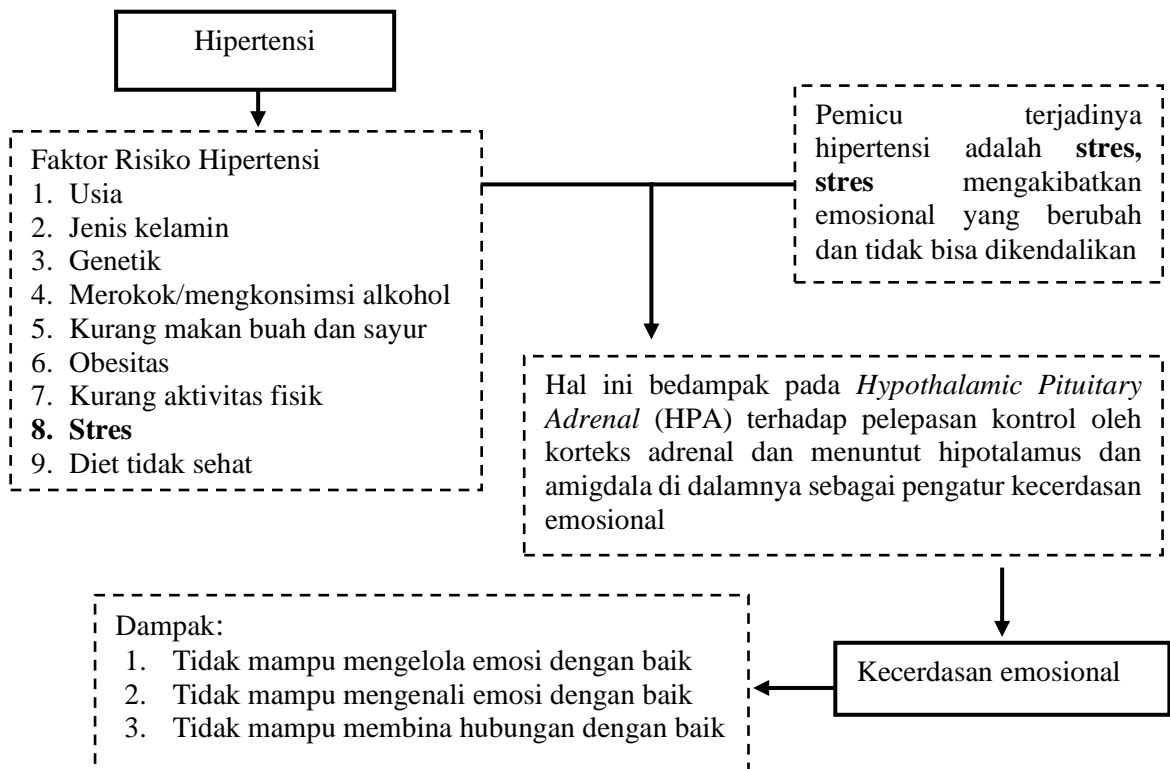 Hipertensi
Faktor Risiko Hipertensi
1. Usia
2. Jenis kelamin
3. Genetik
4. Merokok/mengkonsimsi alkohol
5. Kurang makan buah dan sayur
6. Obesitas
7. Kurang aktivitas fisik
8. Stres
9. Diet tidak sehat
Pemicu terjadinya
hipertensi adalah stres,
stres mengakibatkan
emosional yang berubah
dan tidak bisa dikendalikan
Hal ini bedampak pada Hypothalamic Pituitary
Adrenal (HPA) terhadap pelepasan kontrol oleh
korteks adrenal dan menuntut hipotalamus dan
amigdala di dalamnya sebagai pengatur kecerdasan
emosional
Kecerdasan emosional
Dampak:
1. Tidak mampu mengelola emosi dengan baik
2. Tidak mampu mengenali emosi dengan baik
3. Tidak mampu membina hubungan dengan baik